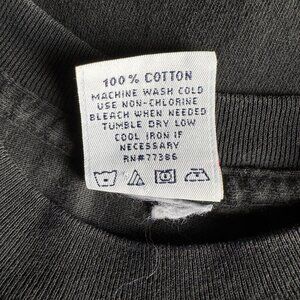 100% COTTON
MACHINE WASH COLD
USE NON-CHLORINE
BLEACH WHEN NEEDED
TUMBLE DRY LOW
COOL IRON IF
NECESSARY
RN#77386